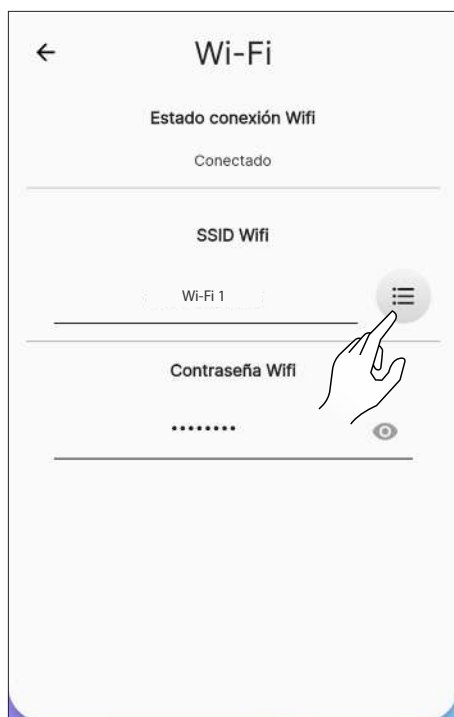 Wi-Fi
Estado conexión Wifi
Conectado
SSID Wifi
Wi-Fi 1
Contraseña Wifi
••••••••